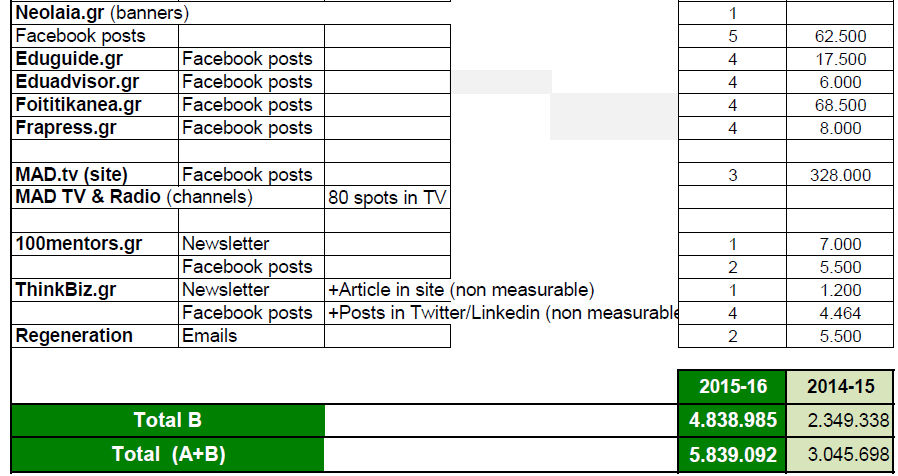 Neolaia.gr (banners) 1
Facebook posts 5 62.500
Eduguide.gr Facebook posts 4 17.500
Eduadvisor.gr Facebook posts 4 6.000
Foititikanea.gr Facebook posts 4 68.500
Frapress.gr Facebook posts 4 8.000
MAD.tv (site) Facebook posts 3 328.000
MAD TV & Radio (channels) 80 spots in TV
100mentors.gr Newsletter 1 7.000
Facebook posts 2 5.500
ThinkBiz.gr Newsletter +Article in site (non measurable) 1 1.200
Facebook posts +Posts in Twitter/Linkedin (non measurable 4 4.464
Regeneration Emails 2 5.500
2015-16 2014-15
Total B 4.838.985 2.349.338
Total (A+B) 5.839.092 3.045.698